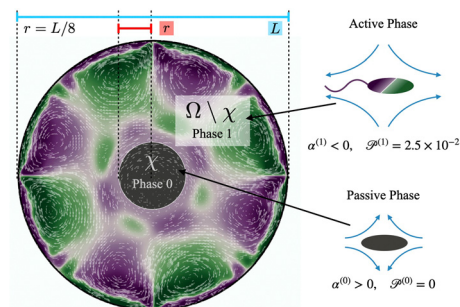 r = L/8
r
L
Ω \ χ
Phase 1
χ
Phase 0
Active Phase
α⁽¹⁾ < 0, 𝒫⁽¹⁾ = 2.5 × 10⁻²
Passive Phase
α⁽⁰⁾ > 0, 𝒫⁽⁰⁾ = 0